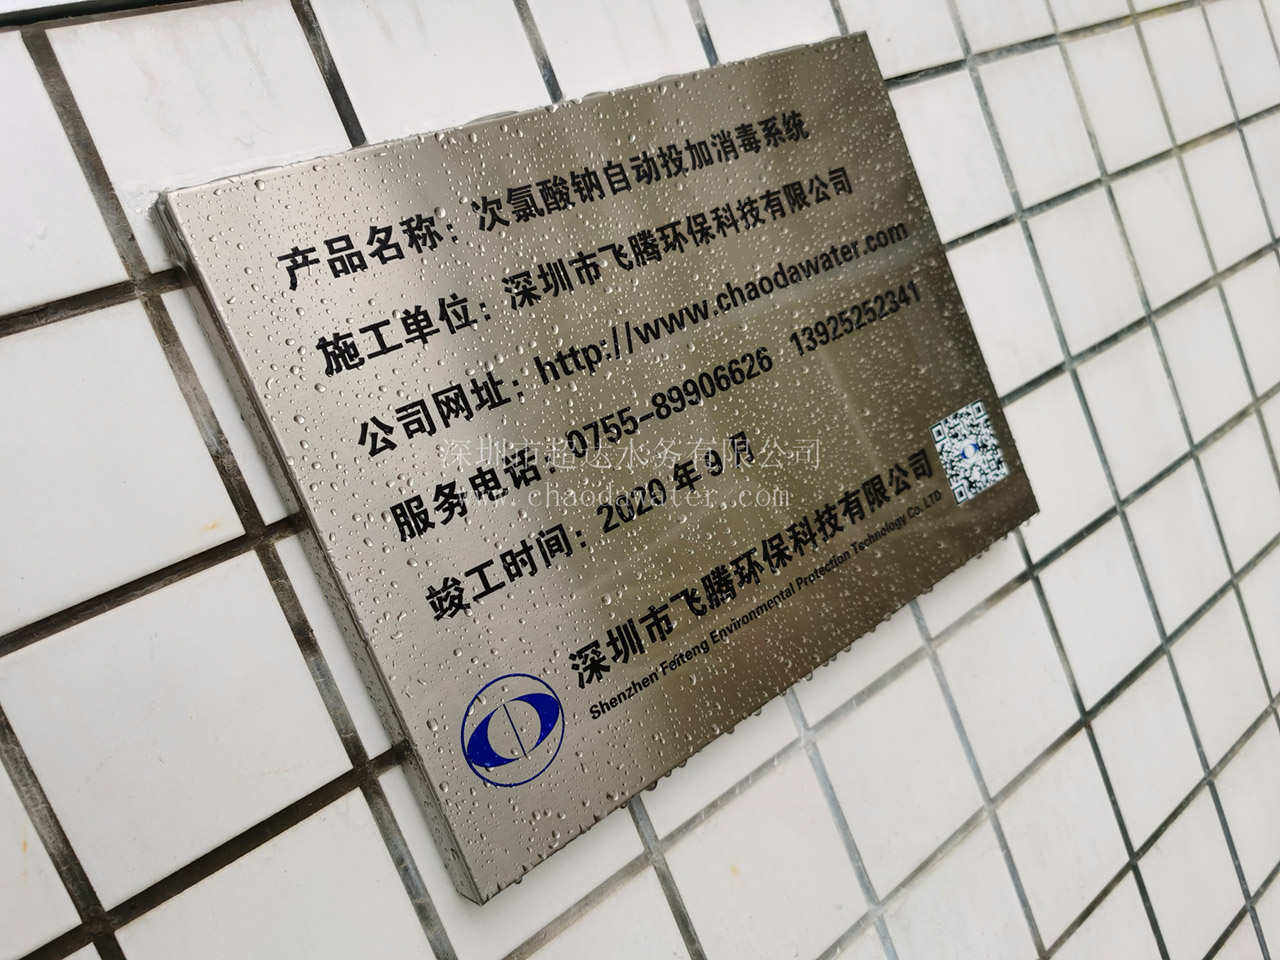 产品名称：次氯酸钠自动投加消毒系统
施工单位：深圳市飞腾环保科技有限公司
公司网址：http://www.chaodawater.com
服务电话：0755-89906626 13925252341
竣工时间：2020年9月
深圳市飞腾环保科技有限公司
Shenzhen Feiteng Environmental Protection Technology Co. LTD
深圳市超达水务有限公司
www.chaodawater.com